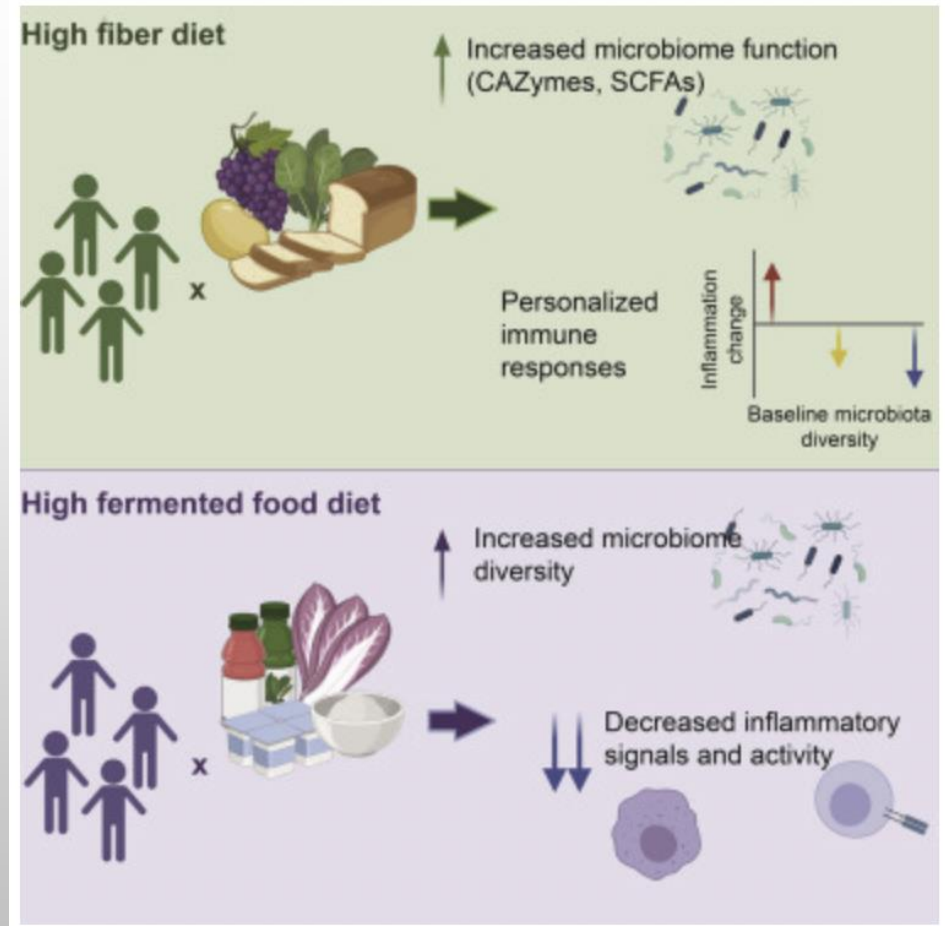 High fiber diet
Increased microbiome function
(CAZymes, SCFAs)
x
Personalized
immune
responses
Inflammation
change
Baseline microbiota
diversity
High fermented food diet
Increased microbiome
diversity
x
Decreased inflammatory
signals and activity